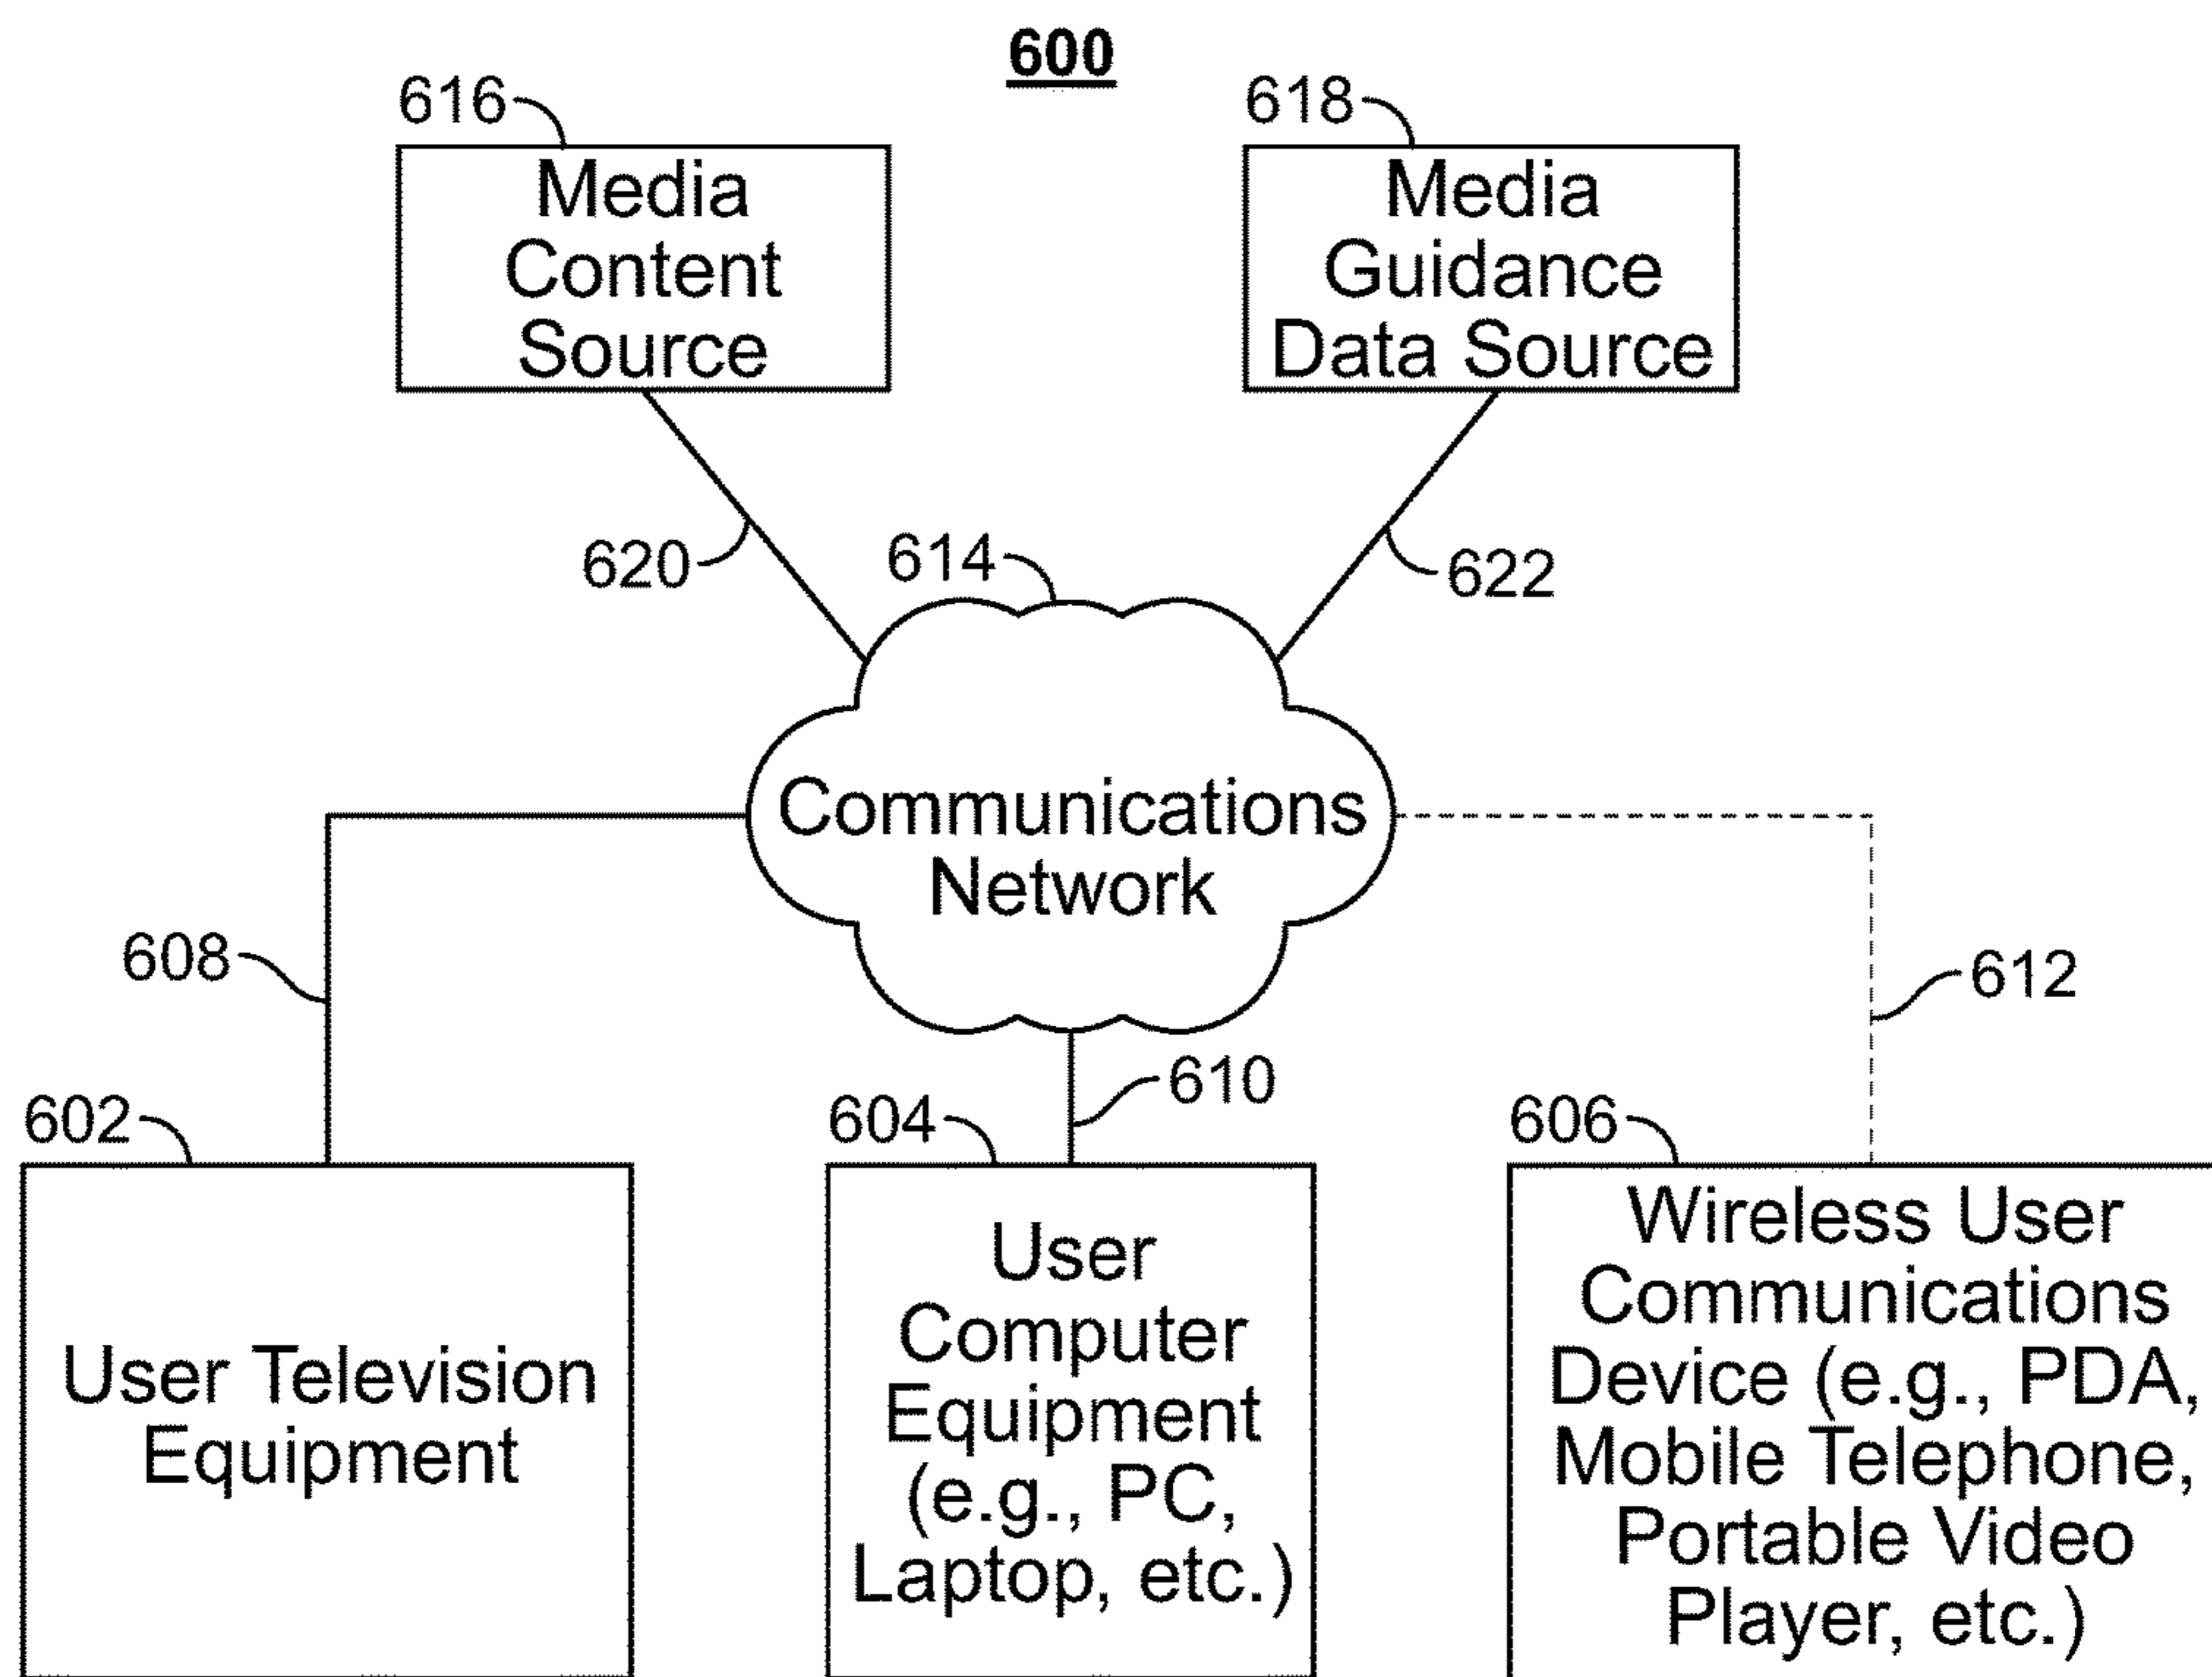 600
616
618
Media
Content
Source
Media
Guidance
Data Source
620
614
622
Communications
Network
608
612
610
602
604
606
User Television
Equipment
User
Computer
Equipment
(e.g., PC,
Laptop, etc.)
Wireless User
Communications
Device (e.g., PDA,
Mobile Telephone,
Portable Video
Player, etc.)